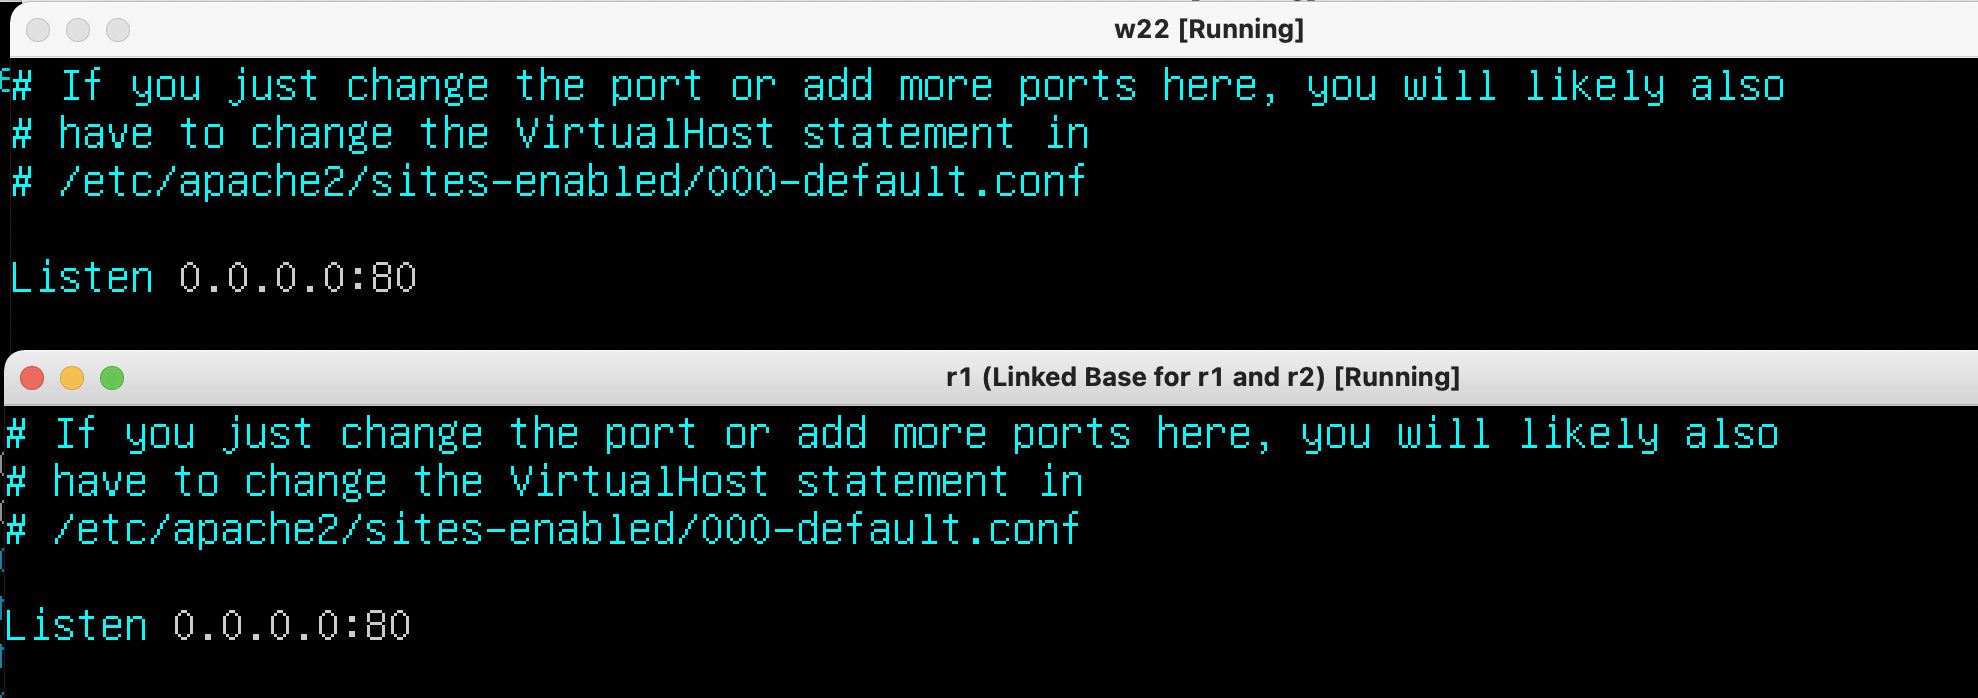 w22 [Running]
# If you just change the port or add more ports here, you will likely also
# have to change the VirtualHost statement in
# /etc/apache2/sites-enabled/000-default.conf
Listen 0.0.0.0:80
r1 (Linked Base for r1 and r2) [Running]
# If you just change the port or add more ports here, you will likely also
# have to change the VirtualHost statement in
# /etc/apache2/sites-enabled/000-default.conf
Listen 0.0.0.0:80